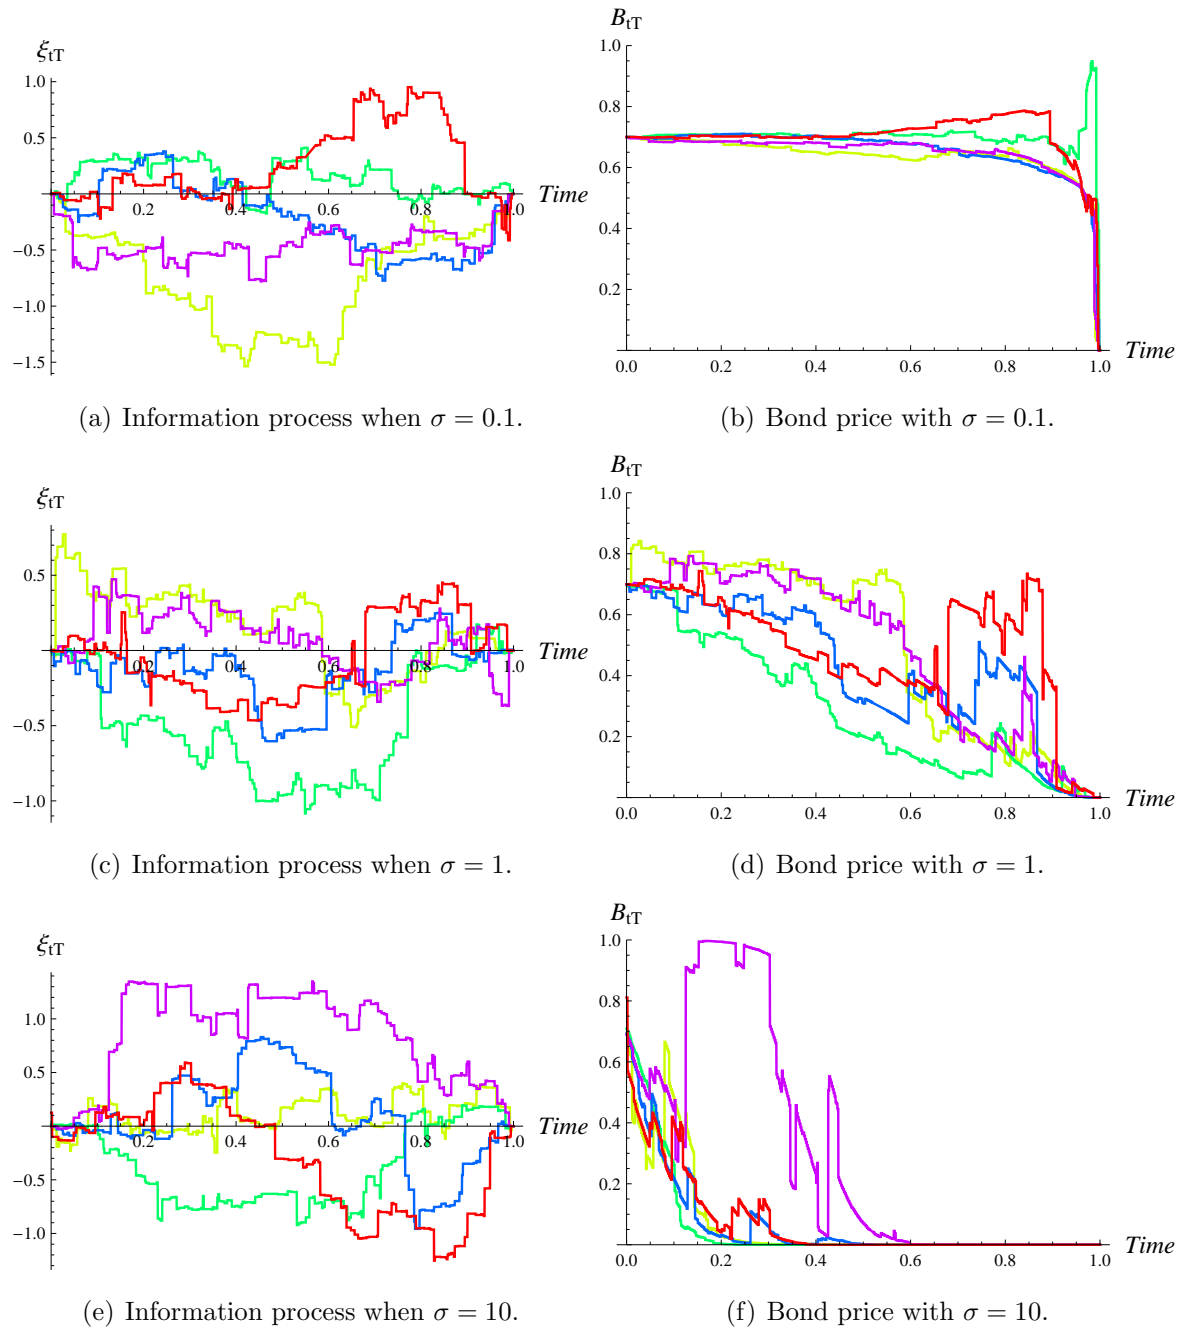 ξtT
1.0
0.5
-0.5
-1.0
-1.5
0.2 0.4 0.6 0.8 1.0 Time
(a) Information process when σ = 0.1.
BtT
1.0
0.8
0.6
0.4
0.2
0.0 0.2 0.4 0.6 0.8 1.0 Time
(b) Bond price with σ = 0.1.
ξtT
0.5
-0.5
-1.0
0.2 0.4 0.6 0.8 1.0 Time
(c) Information process when σ = 1.
BtT
1.0
0.8
0.6
0.4
0.2
0.0 0.2 0.4 0.6 0.8 1.0 Time
(d) Bond price with σ = 1.
ξtT
1.0
0.5
-0.5
-1.0
0.2 0.4 0.6 0.8 1.0 Time
(e) Information process when σ = 10.
BtT
1.0
0.8
0.6
0.4
0.2
0.0 0.2 0.4 0.6 0.8 1.0 Time
(f) Bond price with σ = 10.